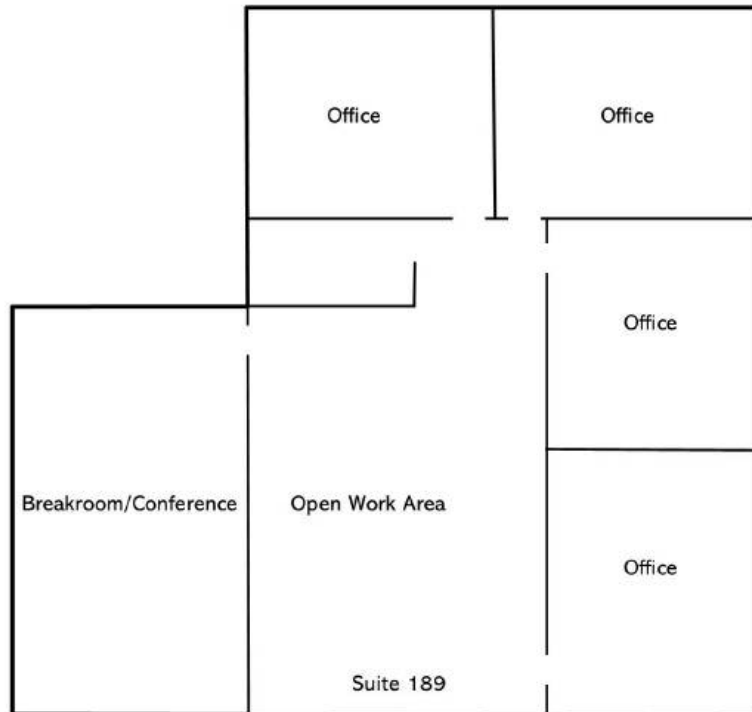 Office
Office
Office
Breakroom/Conference
Open Work Area
Office
Suite 189